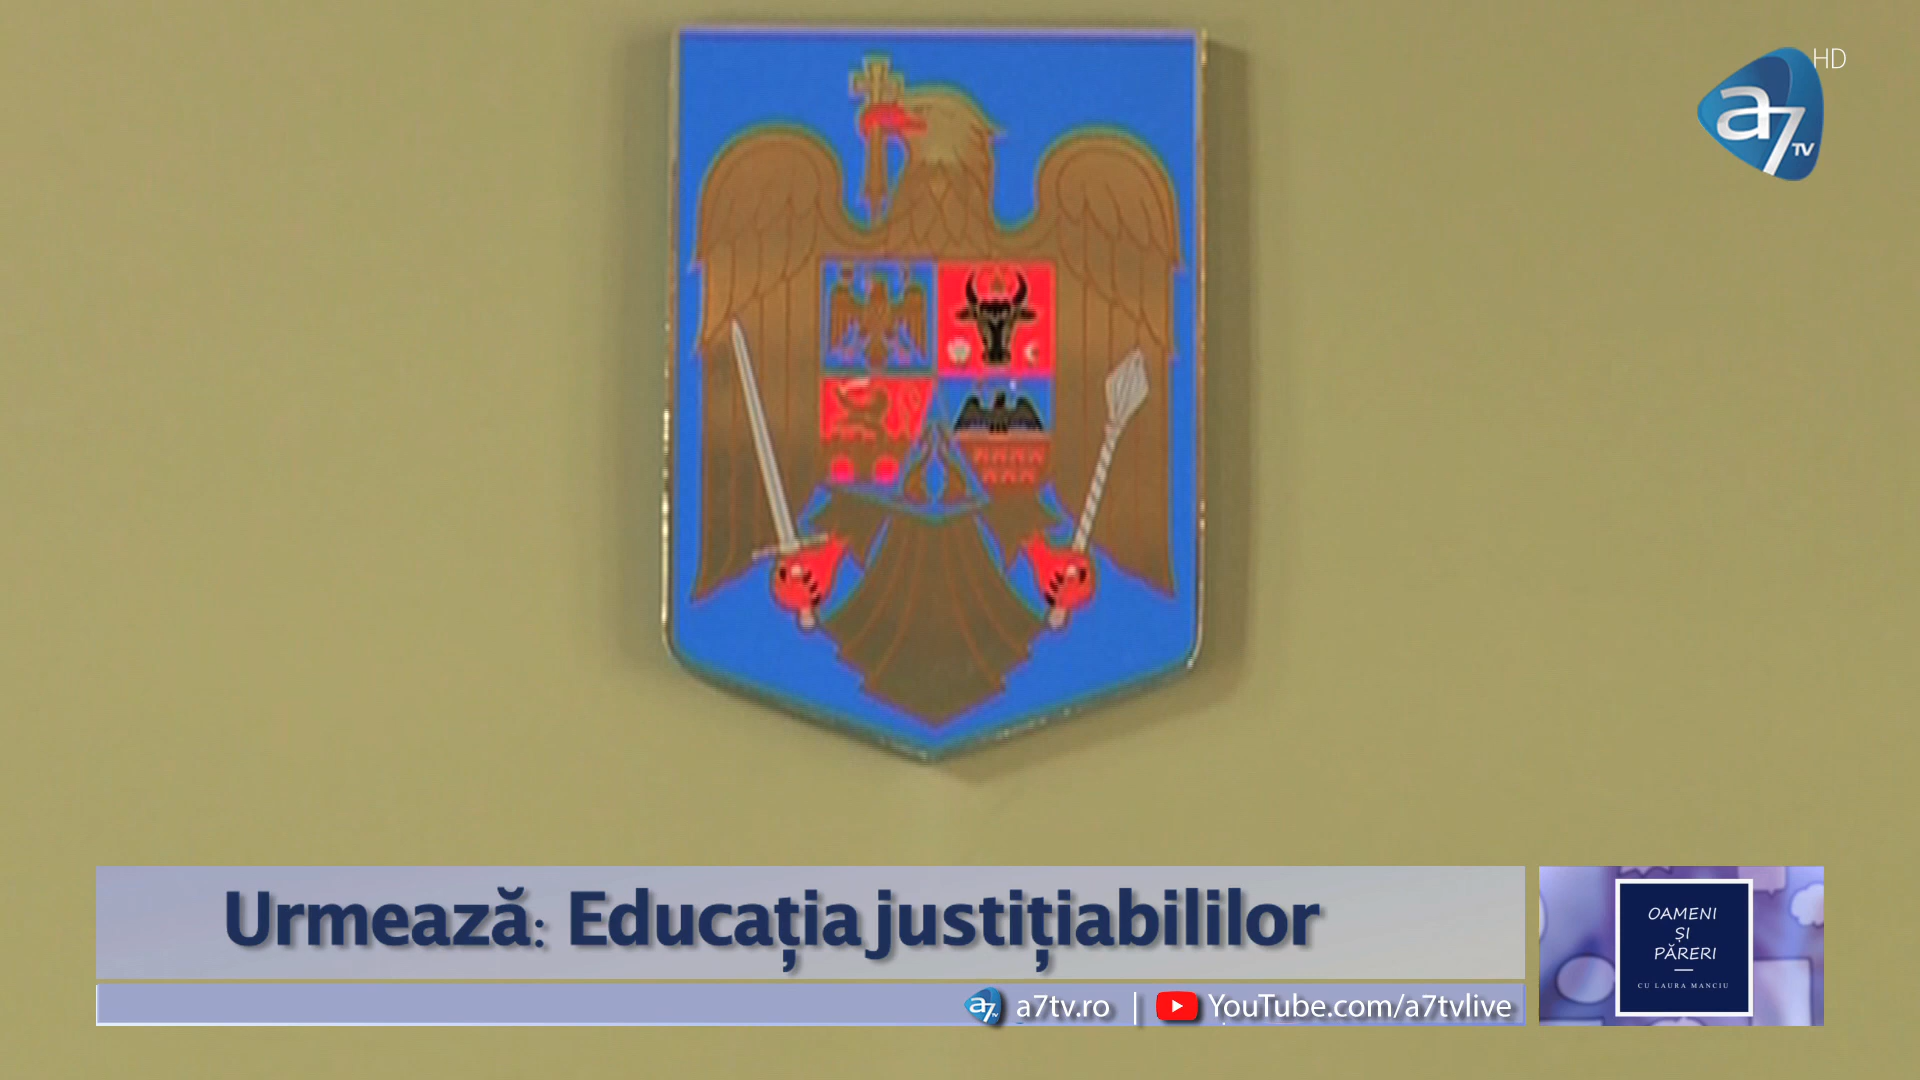 HD
a7 TV
Urmează: Educația justițiabililor
a7tv.ro | YouTube.com/a7tvlive
OAMENI
ȘI
PĂRERI
CU LAURA MANCIU